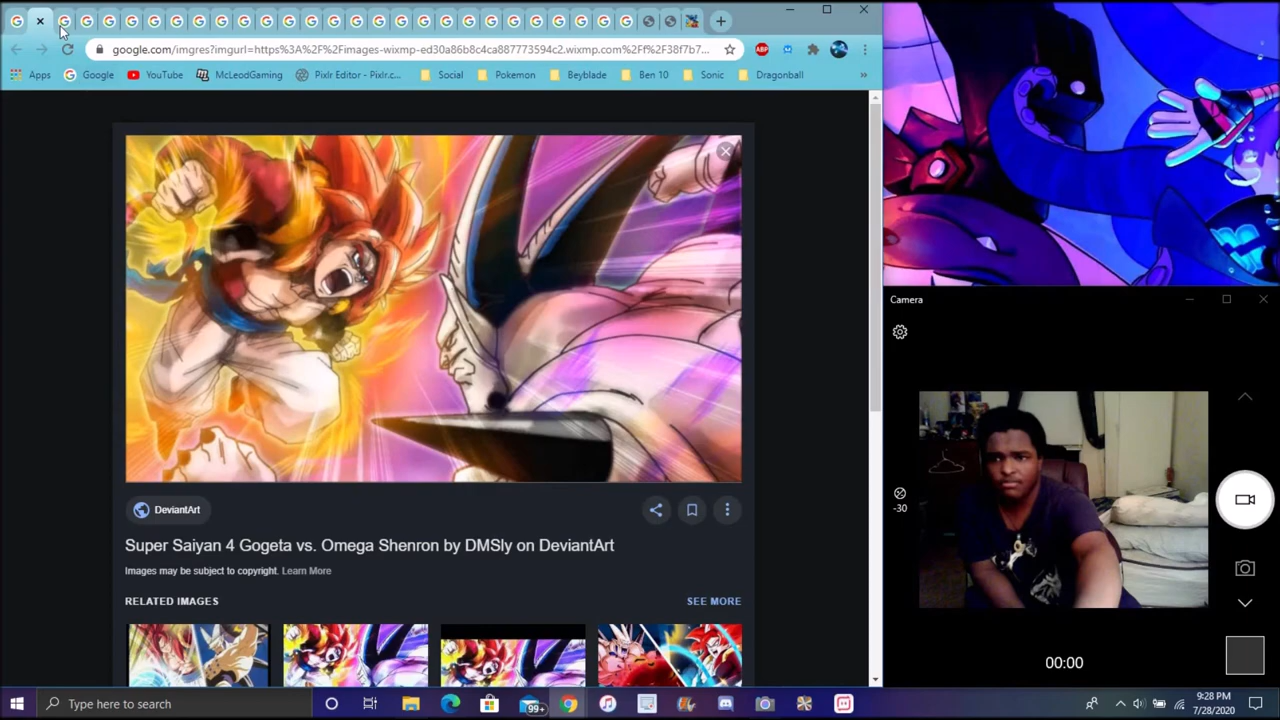 google.com/imgres?imgurl=https%3A%2F%2Fimages-wixmp-ed30a86b8c4ca887773594c2.wixmp.com%2Ff%2F38f7b7...
ABP
Apps Google YouTube McLeodGaming Pixlr Editor - Pixlr.c... Social Pokemon Beyblade Ben 10 Sonic Dragonball »
Camera
-30
DeviantArt
Super Saiyan 4 Gogeta vs. Omega Shenron by DMSly on DeviantArt
Images may be subject to copyright. Learn More
RELATED IMAGES SEE MORE
00:00
Type here to search
99+
9:28 PM
7/28/2020